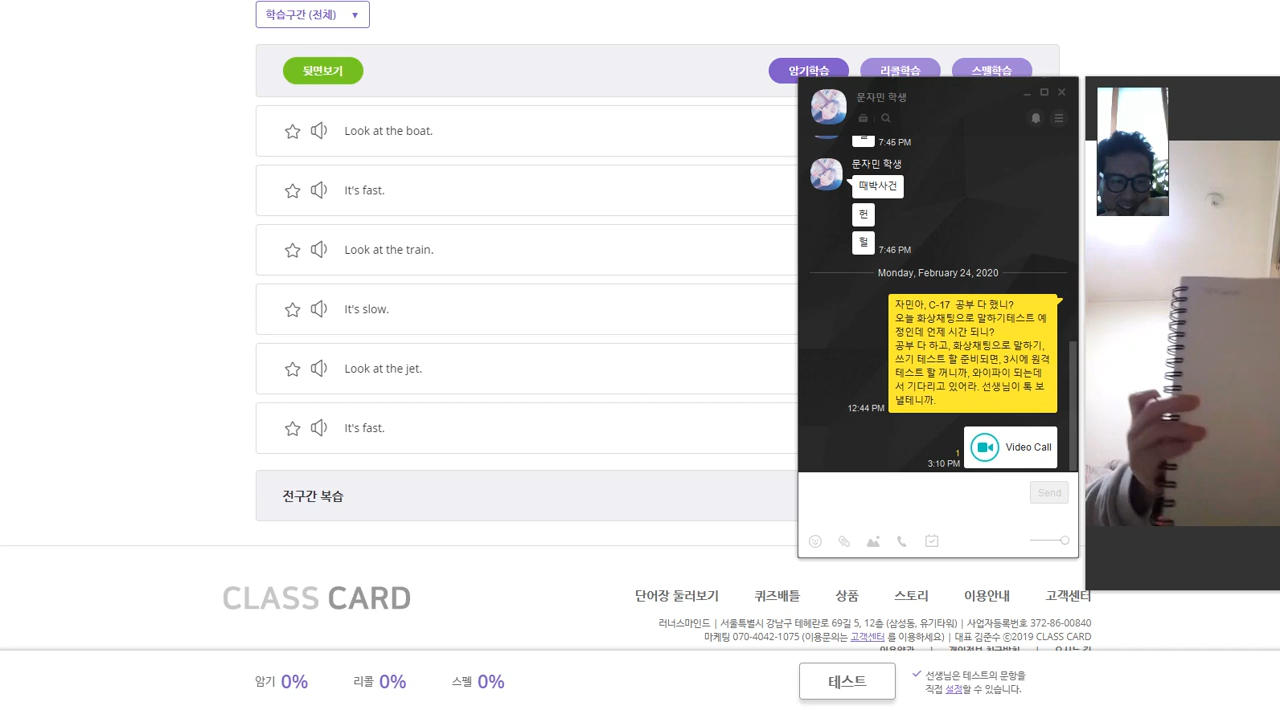 학습구간 (전체) ▼
뒷면보기
암기학습
리콜학습
스펠학습
Look at the boat.
It's fast.
Look at the train.
It's slow.
Look at the jet.
It's fast.
전구간 복습
문자민 학생
7:45 PM
문자민 학생
때박사건
헌
헐
7:46 PM
Monday, February 24, 2020
자민아, C-17 공부 다 했니?
오늘 화상채팅으로 말하기테스트 예
정인데 언제 시간 되니?
공부 다 하고, 화상채팅으로 말하기,
쓰기 테스트 할 준비되면, 3시에 원격
테스트 할 꺼니까, 와이파이 되는데
서 기다리고 있어라. 선생님이 톡 보
낼테니까.
12:44 PM
Video Call
1
3:10 PM
Send
CLASS CARD
단어장 둘러보기
퀴즈배틀
상품
스토리
이용안내
고객센터
러너스마인드 | 서울특별시 강남구 테헤란로 69길 5, 12층 (삼성동, 유기타워) | 사업자등록번호 372-86-00840
마케팅 070-4042-1075 (이용문의는 고객센터 를 이용하세요) | 대표 김준수 ⓒ2019 CLASS CARD
암기 0%
리콜 0%
스펠 0%
테스트
선생님은 테스트의 문항을
직접 설정할 수 있습니다.